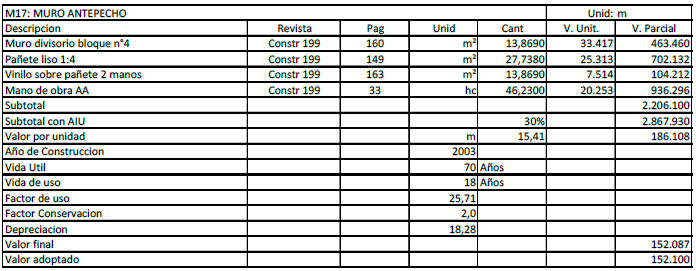 M17: MURO ANTEPECHO Unid: m
Descripcion Revista Pag Unid Cant V. Unit. V. Parcial
Muro divisorio bloque n°4 Constr 199 160 m² 13,8690 33.417 463.460
Pañete liso 1:4 Constr 199 149 m² 27,7380 25.313 702.132
Vinilo sobre pañete 2 manos Constr 199 163 m² 13,8690 7.514 104.212
Mano de obra AA Constr 199 33 hc 46,2300 20.253 936.296
Subtotal 2.206.100
Subtotal con AIU 30% 2.867.930
Valor por unidad m 15,41 186.108
Año de Construccion 2003
Vida Util 70 Años
Vida de uso 18 Años
Factor de uso 25,71
Factor Conservacion 2,0
Depreciacion 18,28
Valor final 152.087
Valor adoptado 152.100